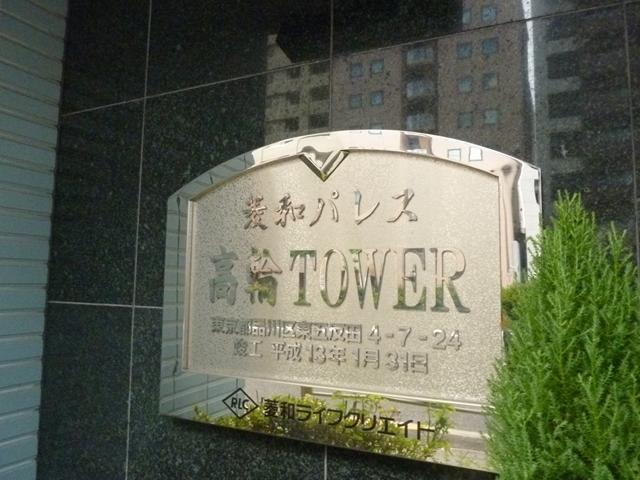 菱和パレス
高輪TOWER
東京都品川区東五反田4-7-24
竣工 平成13年1月31日
RLC 菱和ライフクリエイト